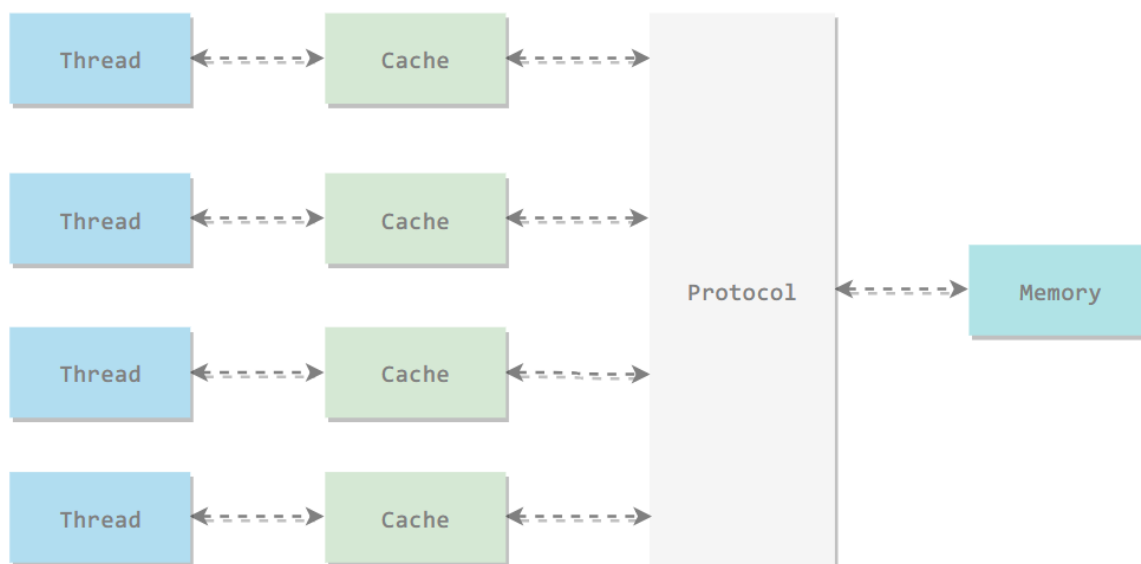 Thread
Cache
Thread
Cache
Protocol
Memory
Thread
Cache
Thread
Cache